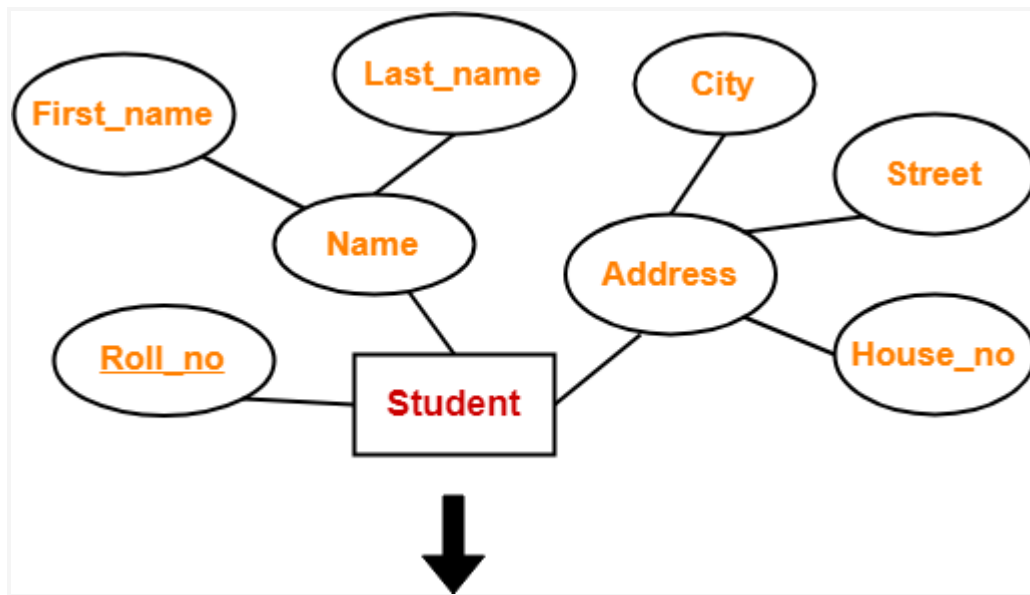 First_name
Last_name
City
Street
Name
Address
Roll_no
House_no
Student